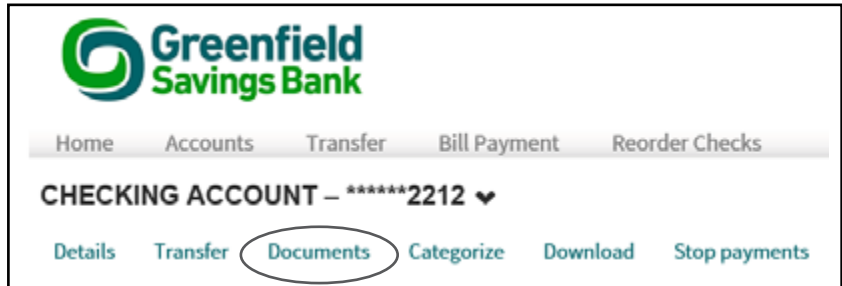 Greenfield
Savings Bank
Home Accounts Transfer Bill Payment Reorder Checks
CHECKING ACCOUNT – ******2212
Details Transfer Documents Categorize Download Stop payments